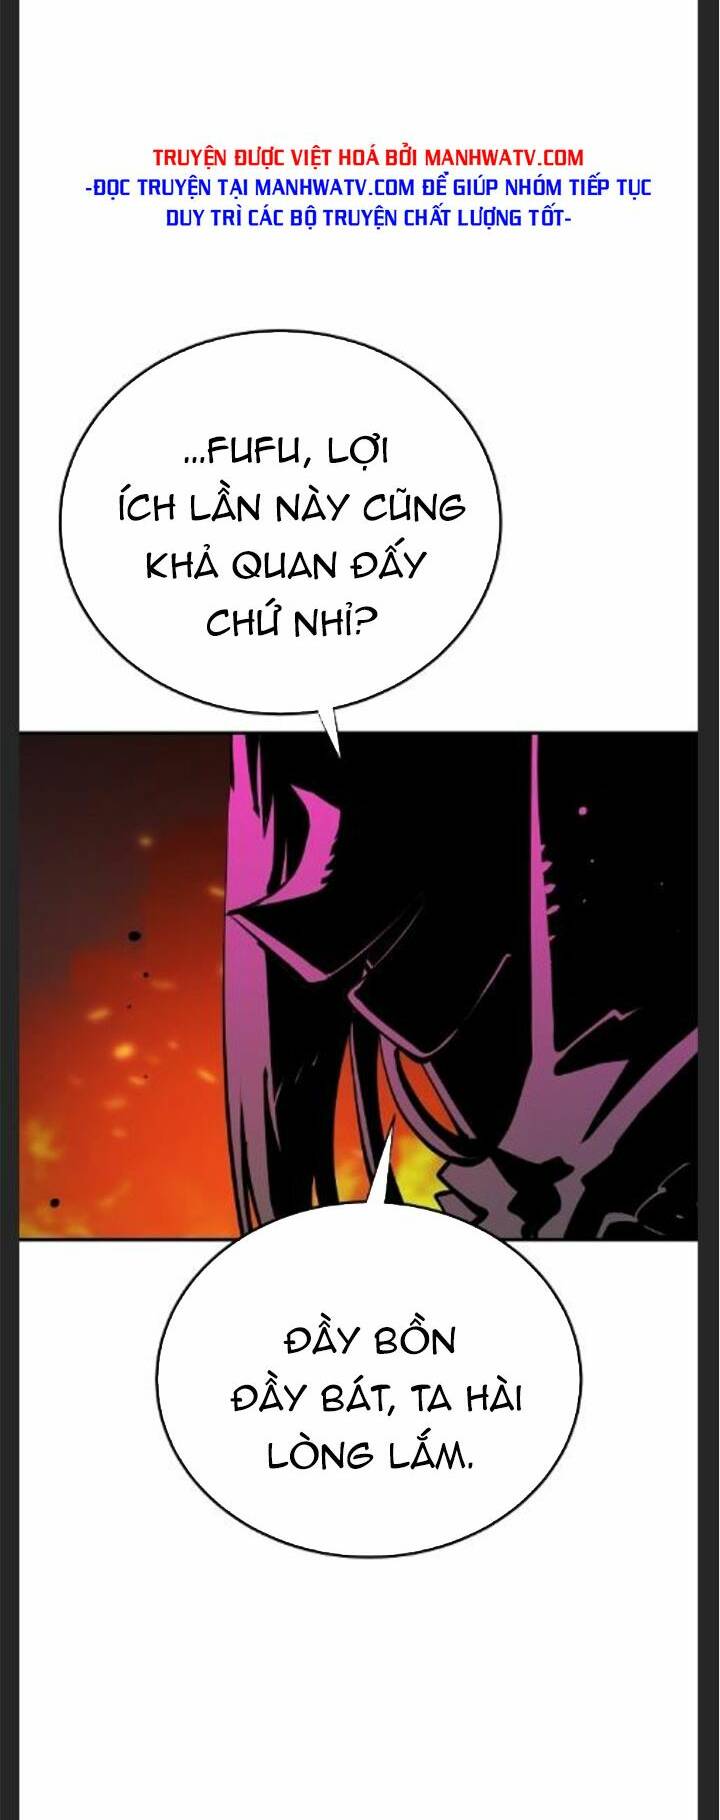 TRUYỆN ĐƯỢC VIỆT HOÁ BỞI MANHWATV.COM
-ĐỌC TRUYỆN TẠI MANHWATV.COM ĐỂ GIÚP NHÓM TIẾP TỤC
DUY TRÌ CÁC BỘ TRUYỆN CHẤT LƯỢNG TỐT-
...FUFU, LỢI
ÍCH LẦN NÀY CŨNG
KHẢ QUAN ĐẤY
CHỨ NHỈ?
ĐẦY BỒN
ĐẦY BÁT, TA HÀI
LÒNG LẮM.